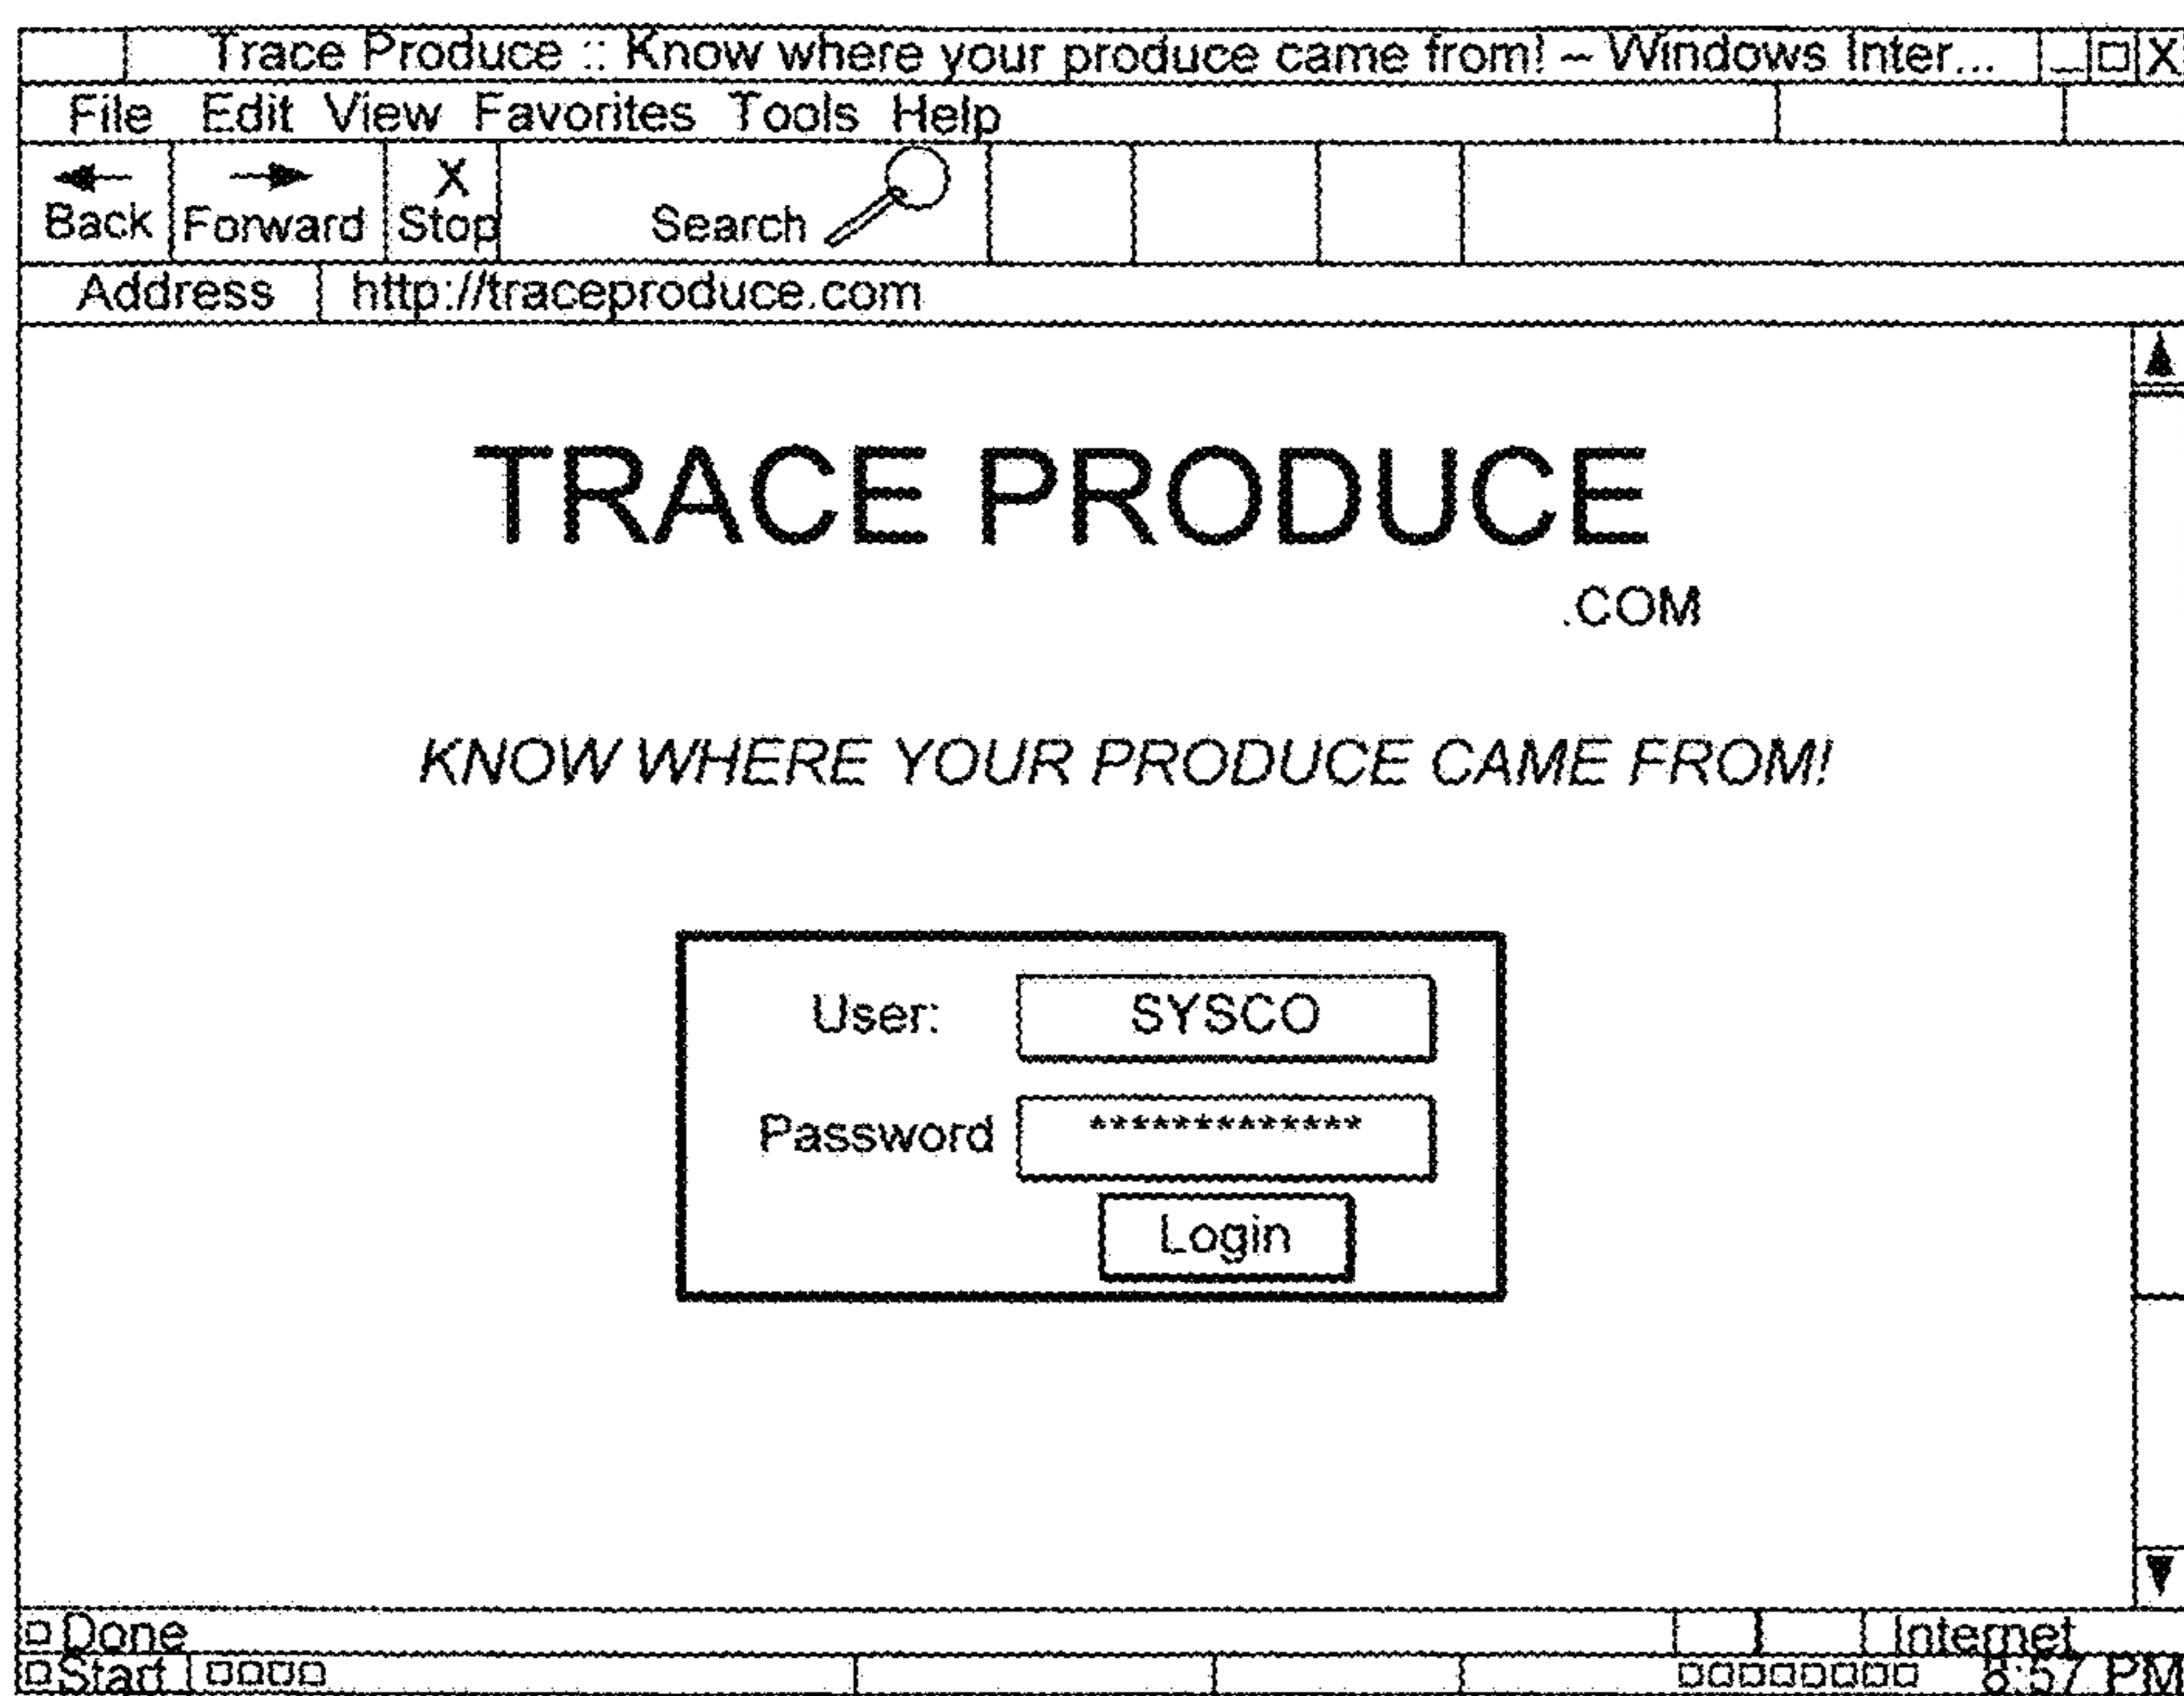 Trace Produce :: Know where your produce came from! – Windows Inter... _ □ X
File Edit View Favorites Tools Help
Back Forward X Stop Search
Address http://traceproduce.com
TRACE PRODUCE
.COM
KNOW WHERE YOUR PRODUCE CAME FROM!
User: SYSCO
Password *************
Login
Done Internet
Start 8:57 PM